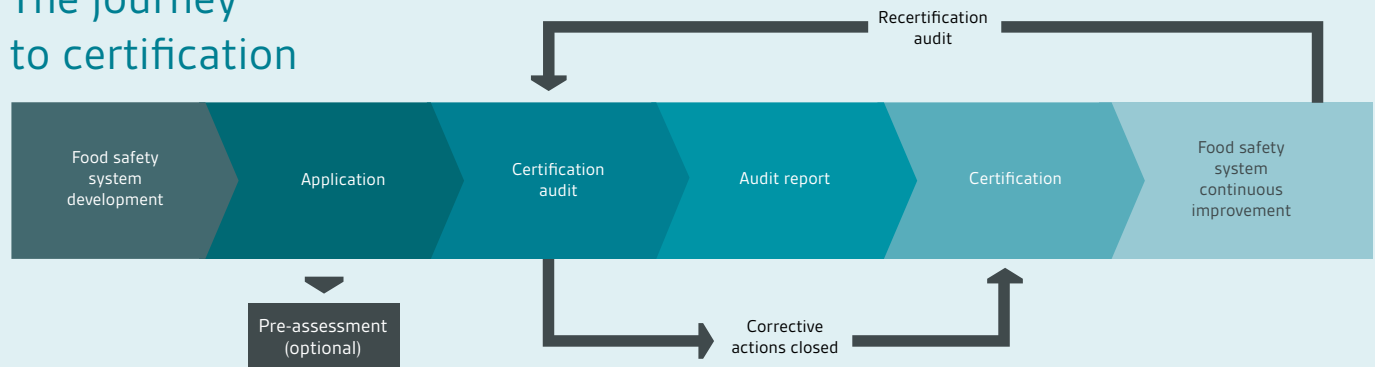 The journey
to certification
Recertification
audit
Food safety
system
development
Application
Certification
audit
Audit report
Certification
Food safety
system
continuous
improvement
Pre-assessment
(optional)
Corrective
actions closed